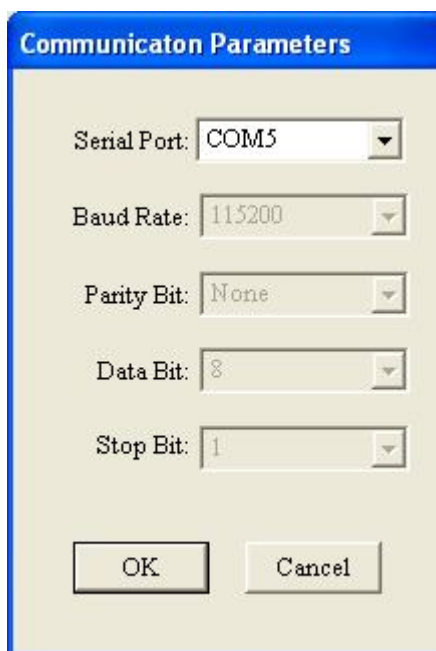 Communicaton Parameters
Serial Port: COM5
Baud Rate: 115200
Parity Bit: None
Data Bit: 8
Stop Bit: 1
OK Cancel